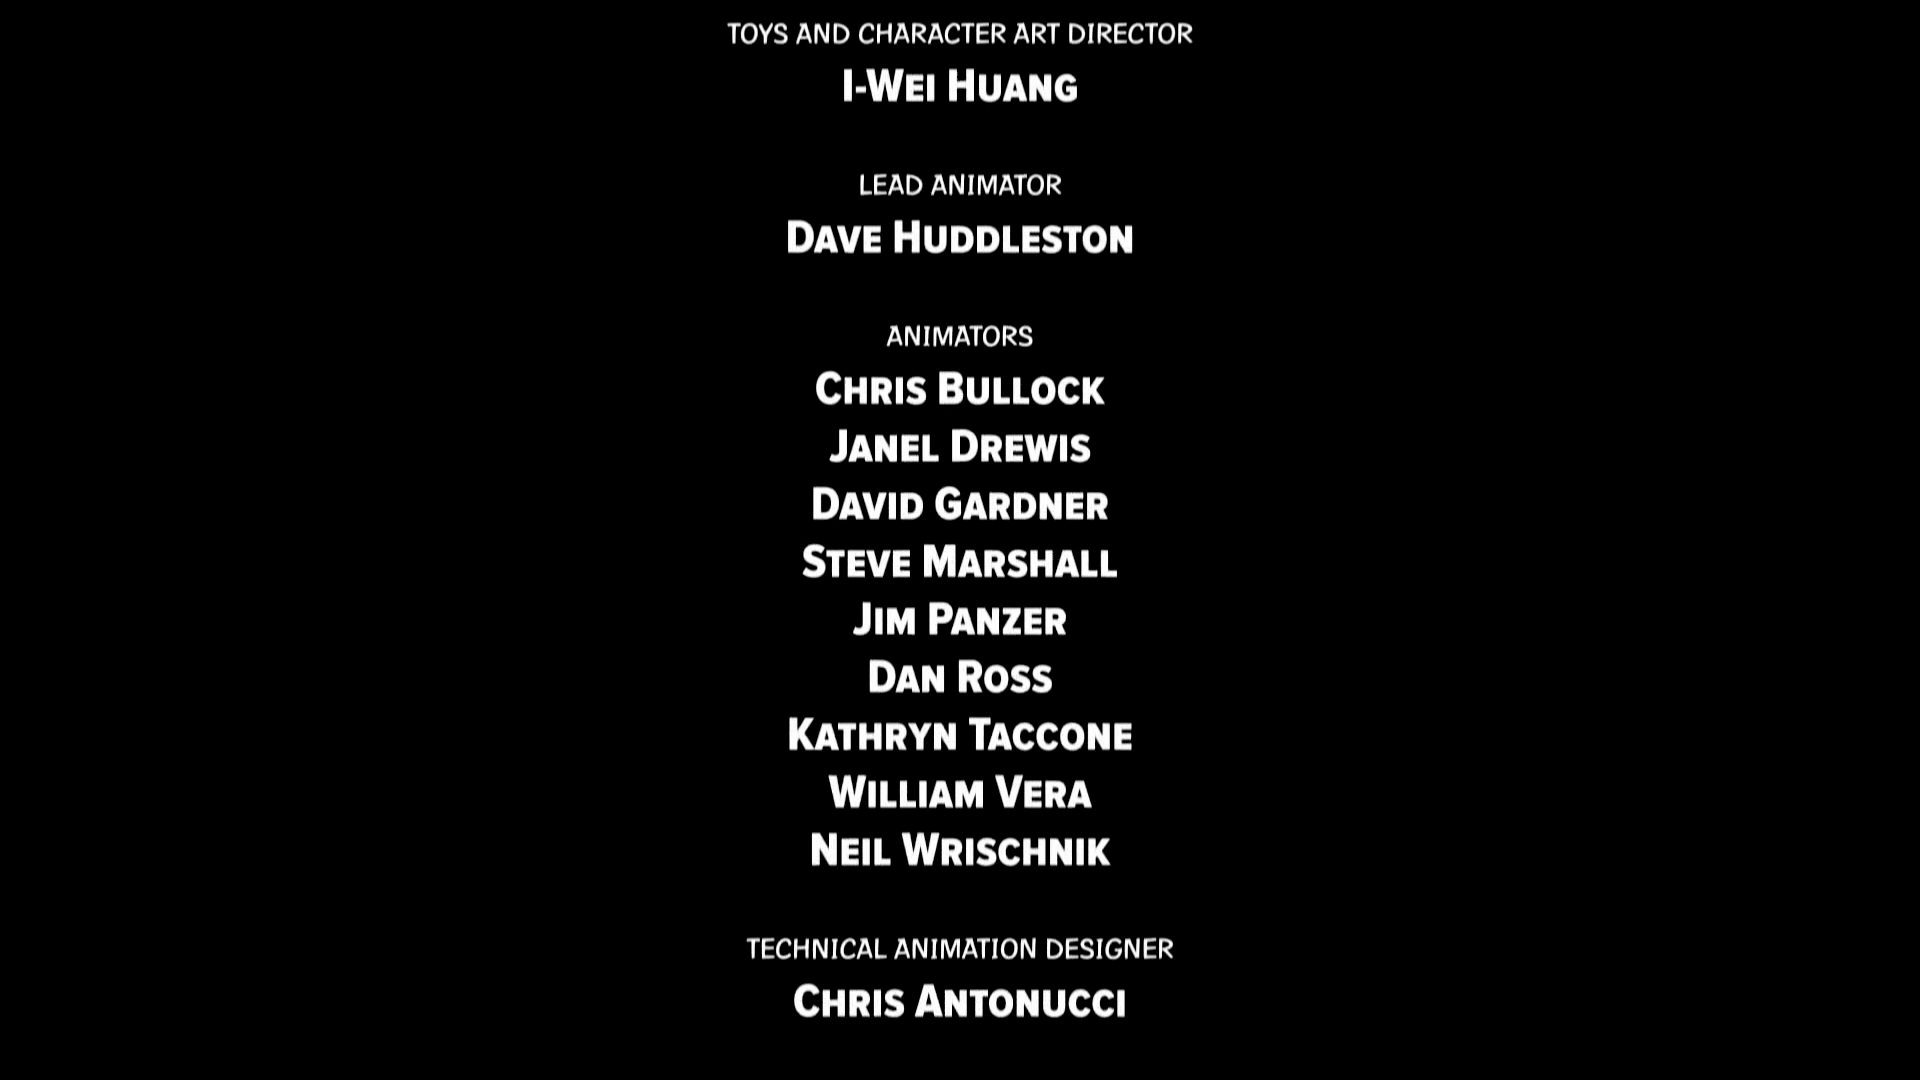 TOYS AND CHARACTER ART DIRECTOR
I-WEI HUANG
LEAD ANIMATOR
DAVE HUDDLESTON
ANIMATORS
CHRIS BULLOCK
JANEL DREWIS
DAVID GARDNER
STEVE MARSHALL
JIM PANZER
DAN ROSS
KATHRYN TACCONE
WILLIAM VERA
NEIL WRISCHNIK
TECHNICAL ANIMATION DESIGNER
CHRIS ANTONUCCI